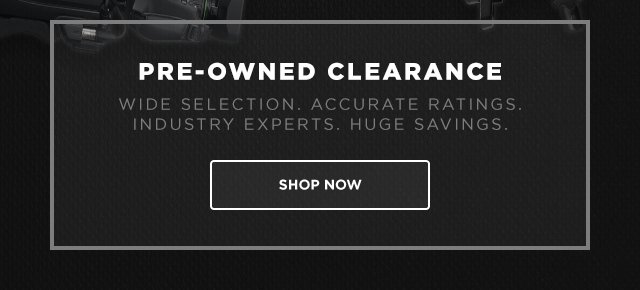 PRE-OWNED CLEARANCE
WIDE SELECTION. ACCURATE RATINGS.
INDUSTRY EXPERTS. HUGE SAVINGS.
SHOP NOW